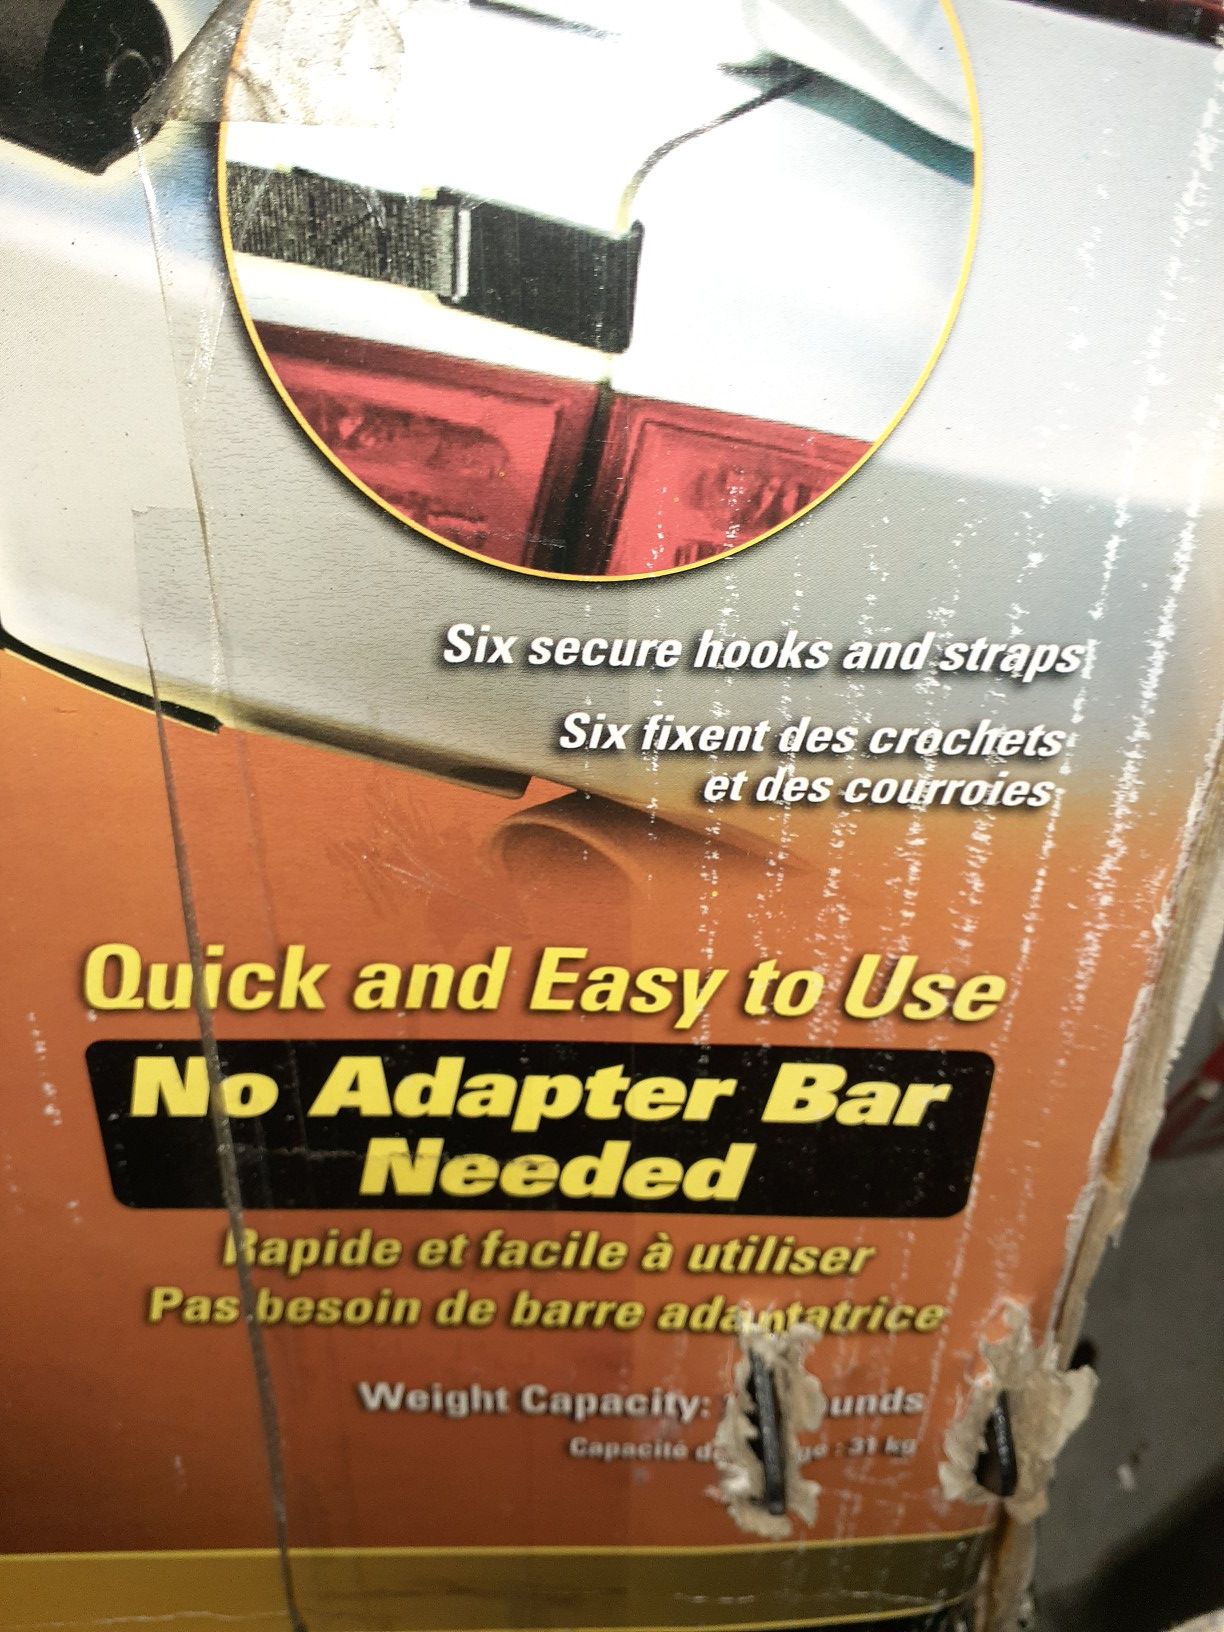 Six secure hooks and straps
Six fixent des crochets
et des courroies
Quick and Easy to Use
No Adapter Bar
Needed
Rapide et facile à utiliser
Pas besoin de barre adaptatrice
Weight Capacity:
Capacité : 31 kg